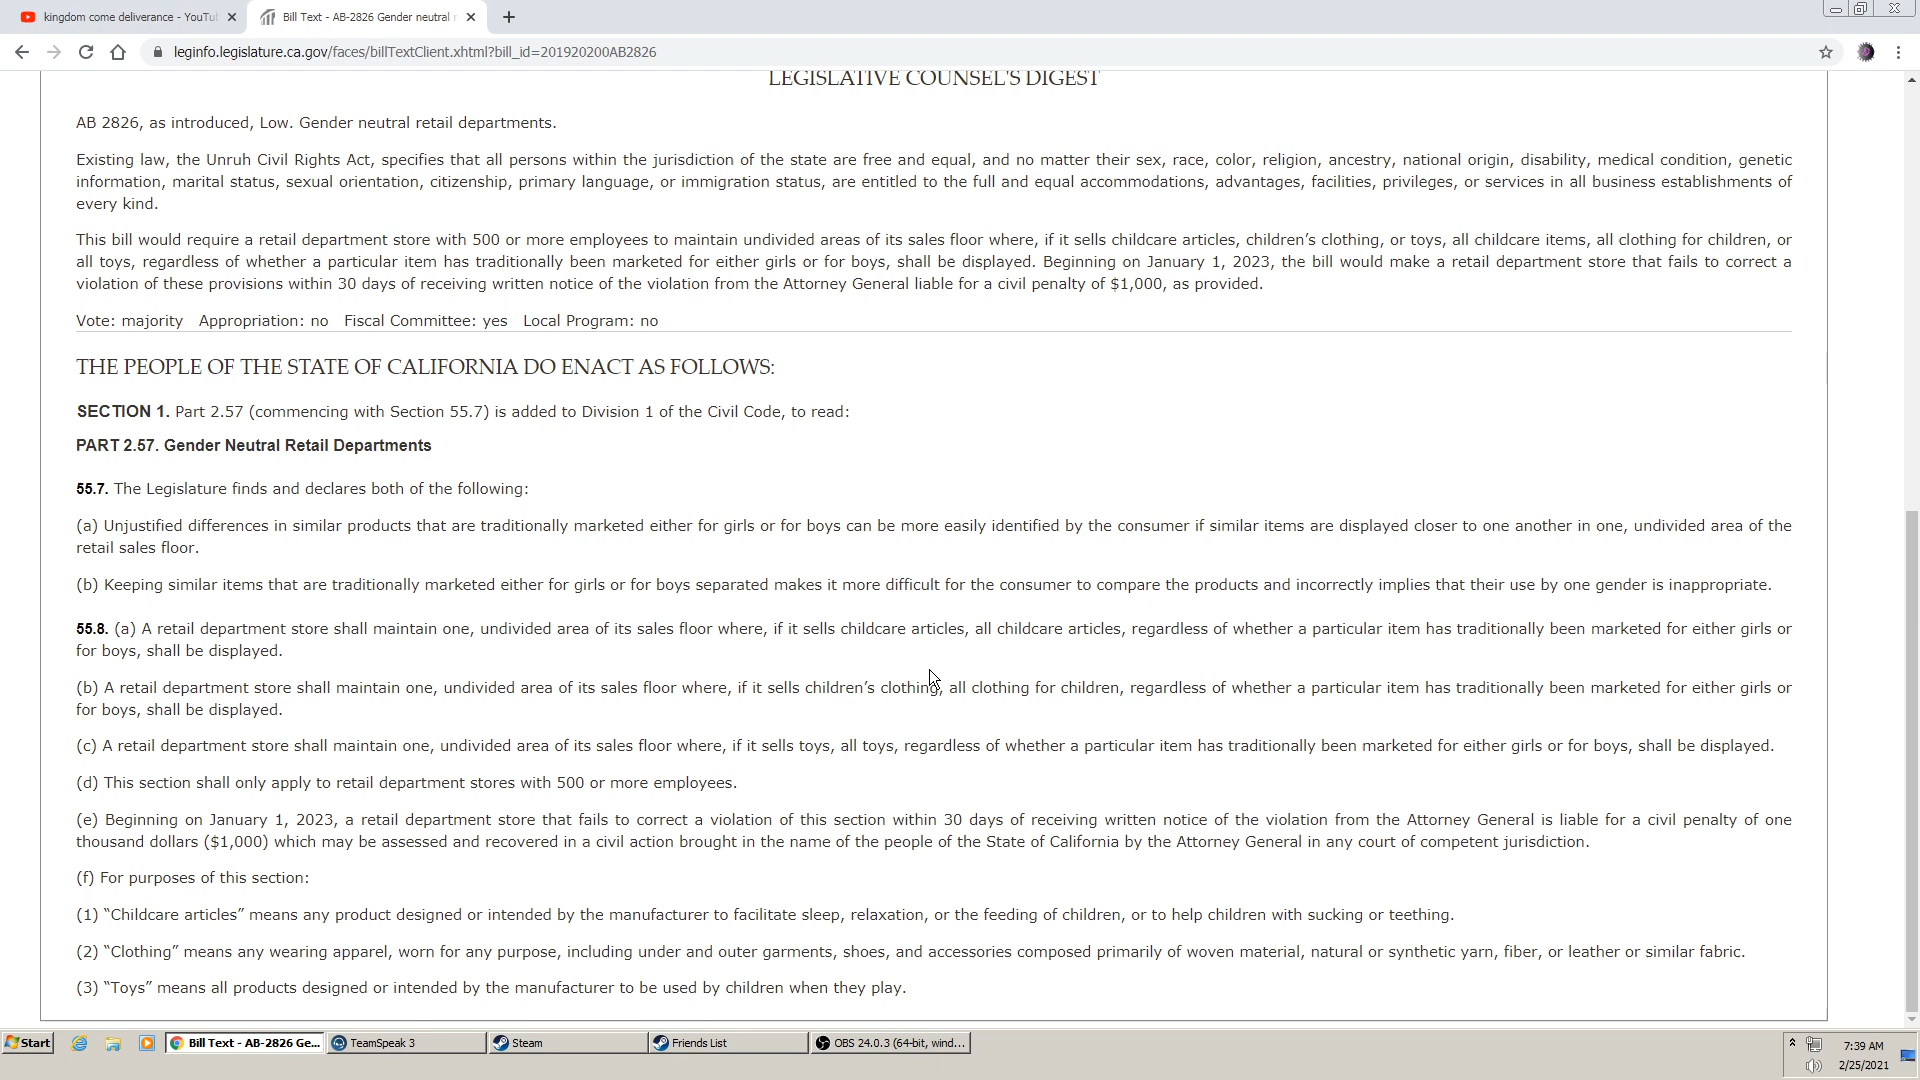 kingdom come deliverance - YouTu
Bill Text - AB-2826 Gender neutral r
leginfo.legislature.ca.gov/faces/billTextClient.xhtml?bill_id=201920200AB2826
LEGISLATIVE COUNSEL'S DIGEST
AB 2826, as introduced, Low. Gender neutral retail departments.
Existing law, the Unruh Civil Rights Act, specifies that all persons within the jurisdiction of the state are free and equal, and no matter their sex, race, color, religion, ancestry, national origin, disability, medical condition, genetic
information, marital status, sexual orientation, citizenship, primary language, or immigration status, are entitled to the full and equal accommodations, advantages, facilities, privileges, or services in all business establishments of
every kind.
This bill would require a retail department store with 500 or more employees to maintain undivided areas of its sales floor where, if it sells childcare articles, children’s clothing, or toys, all childcare items, all clothing for children, or
all toys, regardless of whether a particular item has traditionally been marketed for either girls or for boys, shall be displayed. Beginning on January 1, 2023, the bill would make a retail department store that fails to correct a
violation of these provisions within 30 days of receiving written notice of the violation from the Attorney General liable for a civil penalty of $1,000, as provided.
Vote: majority   Appropriation: no   Fiscal Committee: yes   Local Program: no
THE PEOPLE OF THE STATE OF CALIFORNIA DO ENACT AS FOLLOWS:
SECTION 1. Part 2.57 (commencing with Section 55.7) is added to Division 1 of the Civil Code, to read:
PART 2.57. Gender Neutral Retail Departments
55.7. The Legislature finds and declares both of the following:
(a) Unjustified differences in similar products that are traditionally marketed either for girls or for boys can be more easily identified by the consumer if similar items are displayed closer to one another in one, undivided area of the
retail sales floor.
(b) Keeping similar items that are traditionally marketed either for girls or for boys separated makes it more difficult for the consumer to compare the products and incorrectly implies that their use by one gender is inappropriate.
55.8. (a) A retail department store shall maintain one, undivided area of its sales floor where, if it sells childcare articles, all childcare articles, regardless of whether a particular item has traditionally been marketed for either girls or
for boys, shall be displayed.
(b) A retail department store shall maintain one, undivided area of its sales floor where, if it sells children’s clothing, all clothing for children, regardless of whether a particular item has traditionally been marketed for either girls or
for boys, shall be displayed.
(c) A retail department store shall maintain one, undivided area of its sales floor where, if it sells toys, all toys, regardless of whether a particular item has traditionally been marketed for either girls or for boys, shall be displayed.
(d) This section shall only apply to retail department stores with 500 or more employees.
(e) Beginning on January 1, 2023, a retail department store that fails to correct a violation of this section within 30 days of receiving written notice of the violation from the Attorney General is liable for a civil penalty of one
thousand dollars ($1,000) which may be assessed and recovered in a civil action brought in the name of the people of the State of California by the Attorney General in any court of competent jurisdiction.
(f) For purposes of this section:
(1) “Childcare articles” means any product designed or intended by the manufacturer to facilitate sleep, relaxation, or the feeding of children, or to help children with sucking or teething.
(2) “Clothing” means any wearing apparel, worn for any purpose, including under and outer garments, shoes, and accessories composed primarily of woven material, natural or synthetic yarn, fiber, or leather or similar fabric.
(3) “Toys” means all products designed or intended by the manufacturer to be used by children when they play.
Start
Bill Text - AB-2826 Ge...
TeamSpeak 3
Steam
Friends List
OBS 24.0.3 (64-bit, wind...
7:39 AM
2/25/2021